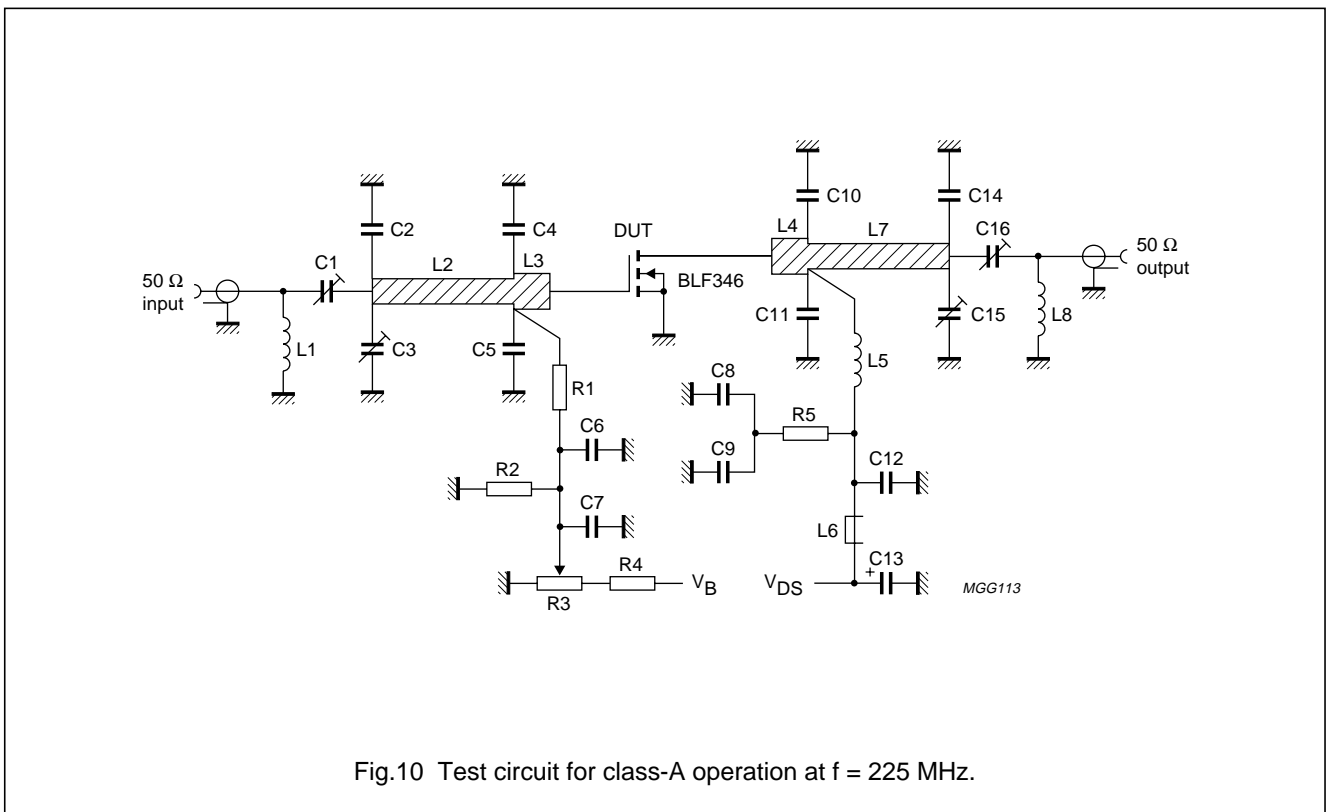 C10
C14
L4
L7
C2
C4
DUT
C16
50 Ω
output
L2
L3
50 Ω
input
C1
BLF346
C11
C15
L8
L1
C3
C5
L5
R1
C8
R5
C6
C9
C12
R2
C7
L6
R4
+
C13
V_B
V_DS
MGG113
R3
Fig.10 Test circuit for class-A operation at f = 225 MHz.